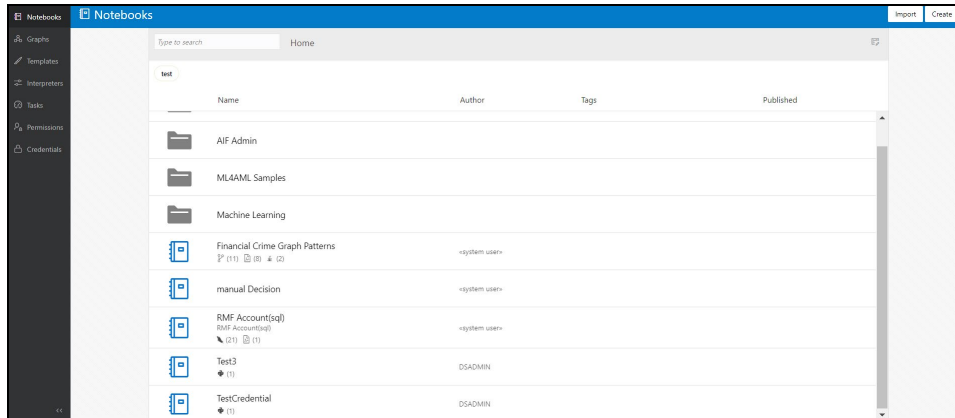 Notebooks
Graphs
Templates
Interpreters
Tasks
Permissions
Credentials
<<
Notebooks
Import
Create
Type to search
Home
test
Name Author Tags Published
AIF Admin
ML4AML Samples
Machine Learning
Financial Crime Graph Patterns
(11) (8) (2)
«system user»
manual Decision
«system user»
RMF Account(sql)
RMF Account(sql)
(21) (1)
«system user»
Test3
(1)
DSADMIN
TestCredential
(1)
DSADMIN